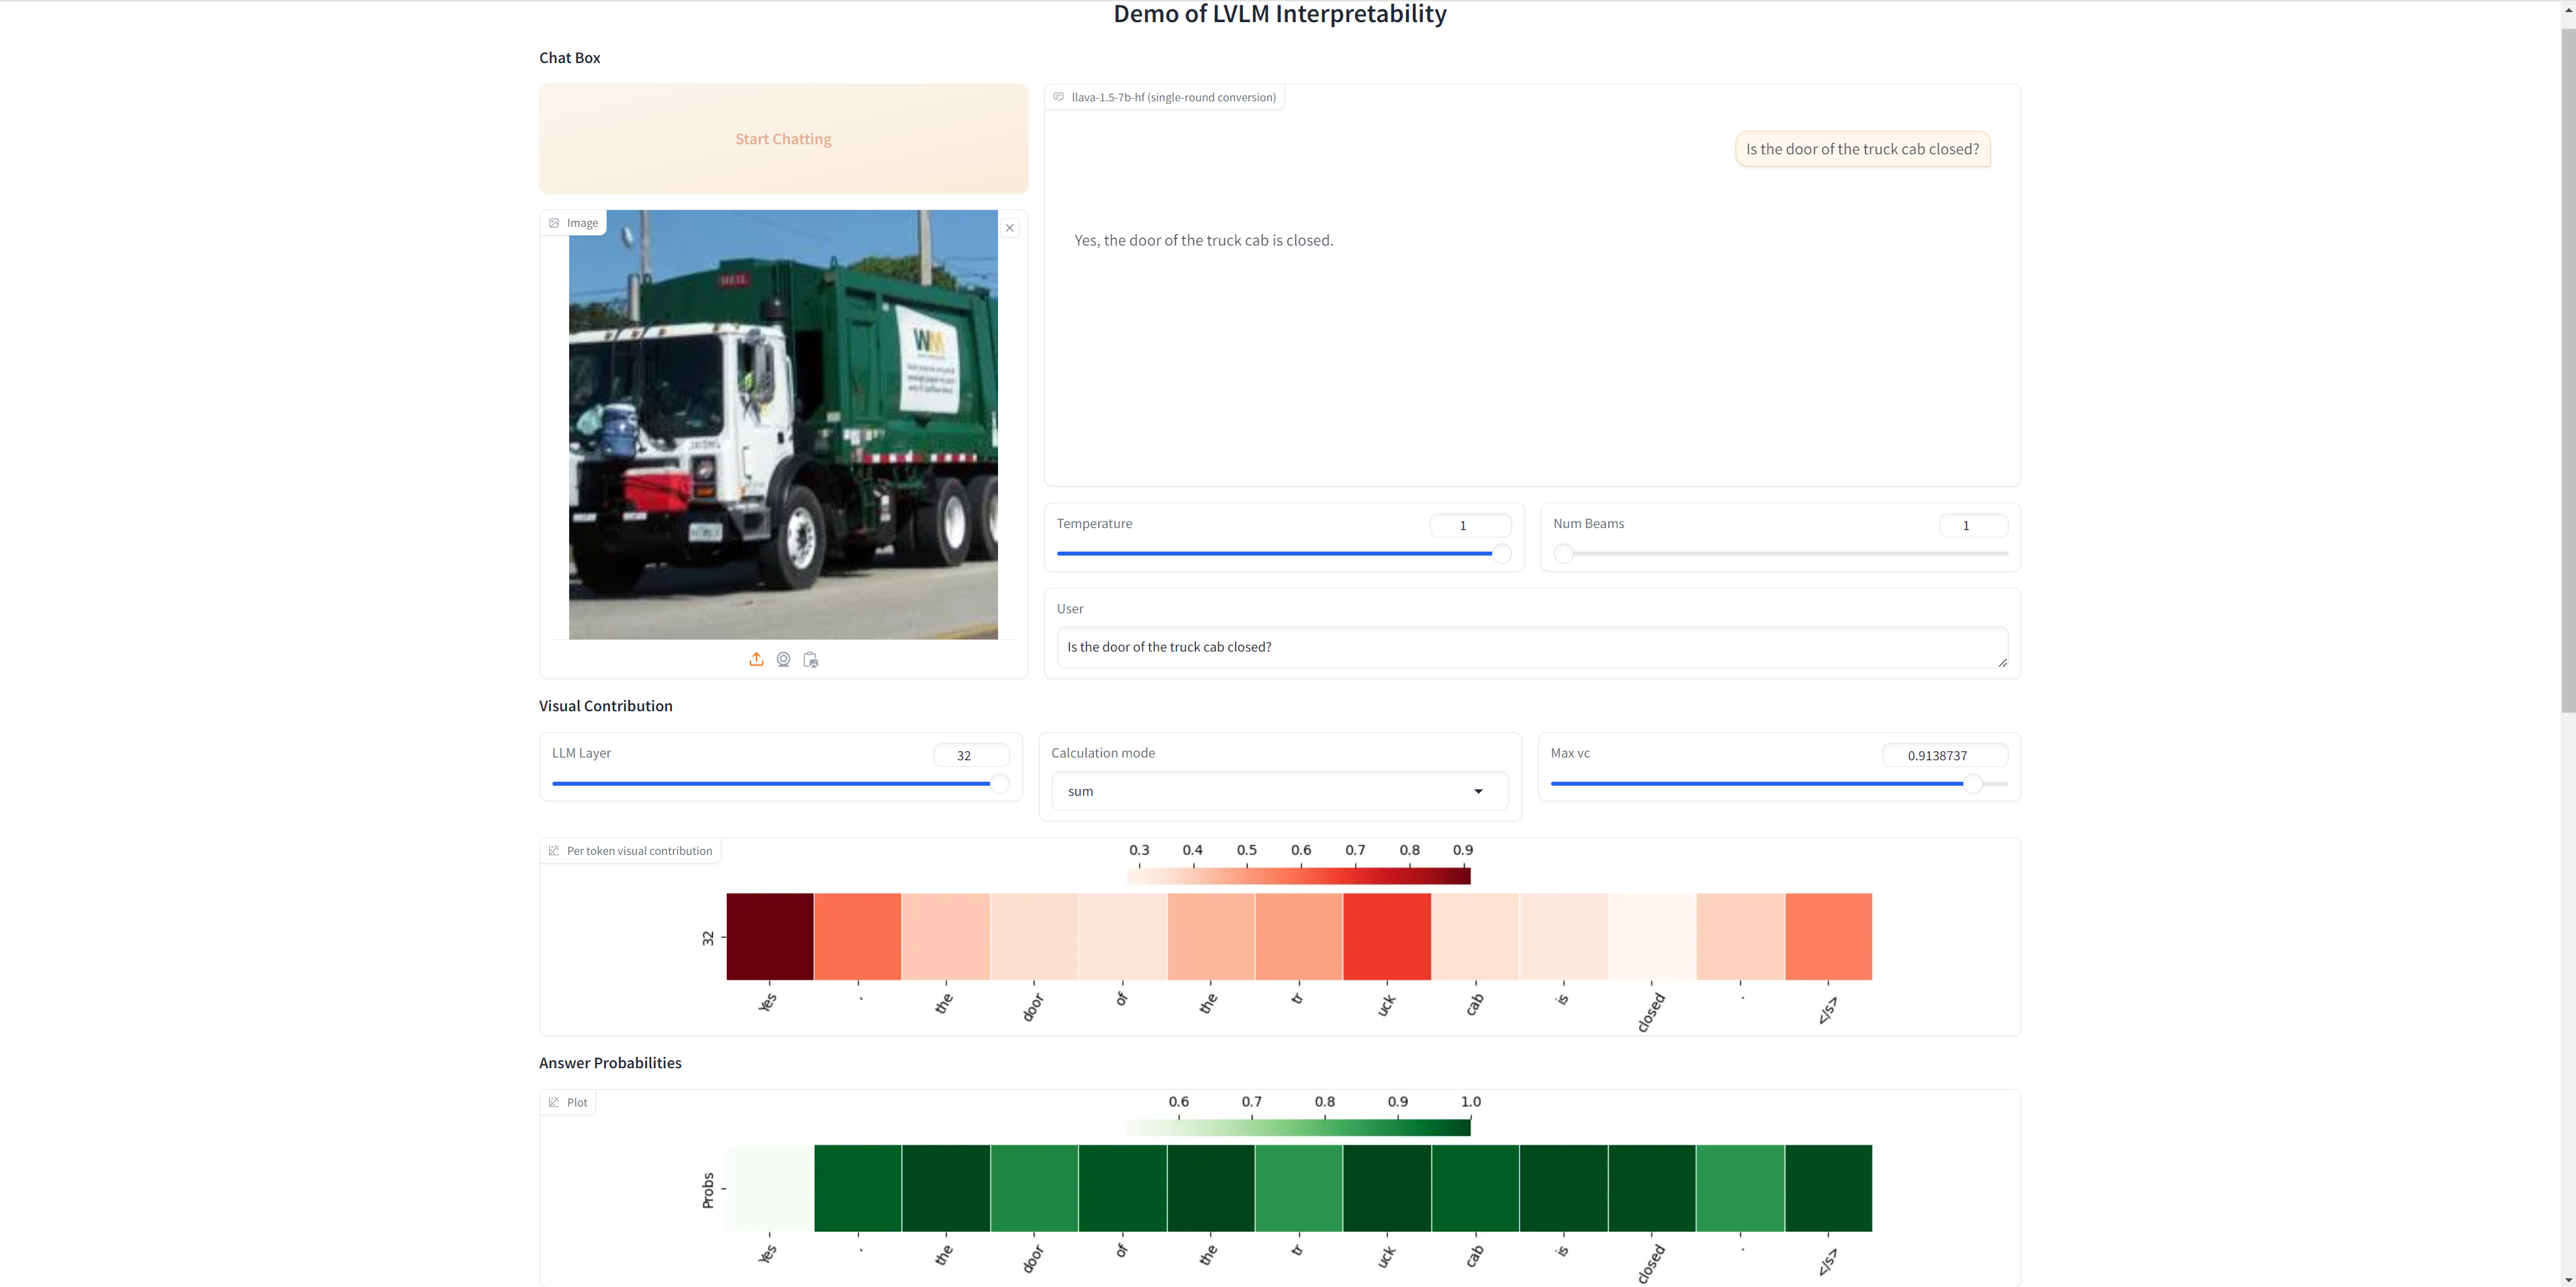 Demo of LVLM Interpretability
Chat Box
Start Chatting
llava-1.5-7b-hf (single-round conversion)
Is the door of the truck cab closed?
Yes, the door of the truck cab is closed.
Image
HEIL
WM
Temperature
1
Num Beams
1
User
Is the door of the truck cab closed?
Visual Contribution
LLM Layer
32
Calculation mode
sum
Max vc
0.9138737
Per token visual contribution
0.3 0.4 0.5 0.6 0.7 0.8 0.9
32
Yes , the door of the tr uck cab is closed . </s>
Answer Probabilities
Plot
0.6 0.7 0.8 0.9 1.0
Probs
Yes , the door of the tr uck cab is closed . </s>